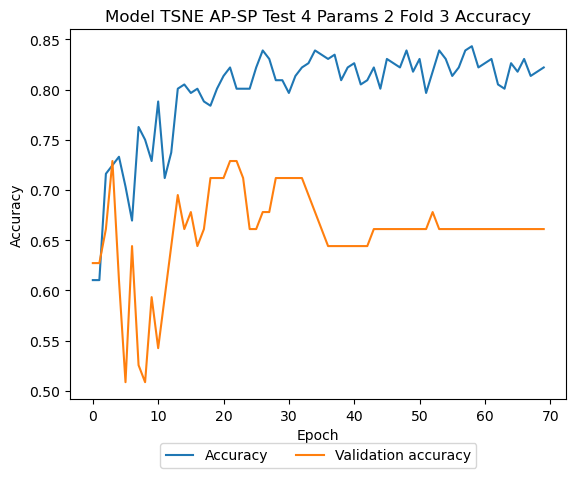 Model TSNE AP-SP Test 4 Params 2 Fold 3 Accuracy
Accuracy
0.85
0.80
0.75
0.70
0.65
0.60
0.55
0.50
0 10 20 30 40 50 60 70
Epoch
Accuracy Validation accuracy